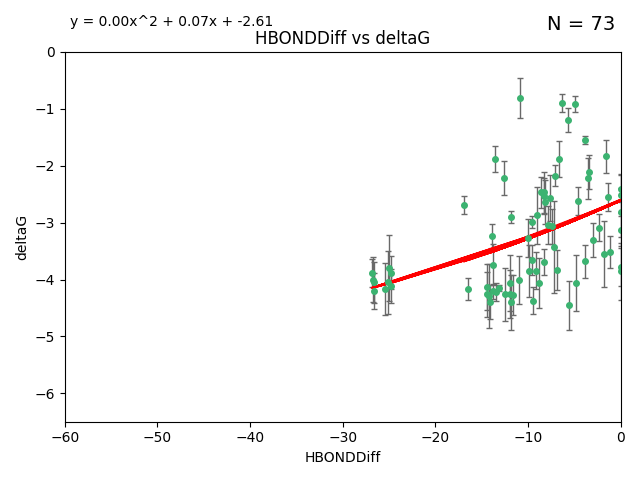 y = 0.00x^2 + 0.07x + -2.61
N = 73
HBONDDiff vs deltaG
0
−1
−2
−3
−4
−5
−6
deltaG
−60
−50
−40
−30
−20
−10
0
HBONDDiff